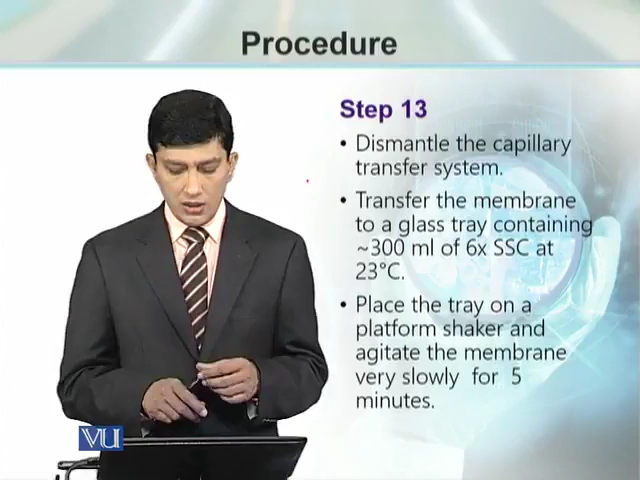 Procedure
Step 13
• Dismantle the capillary
transfer system.
• Transfer the membrane
to a glass tray containing
~300 ml of 6x SSC at
23°C.
• Place the tray on a
platform shaker and
agitate the membrane
very slowly for 5
minutes.
VU